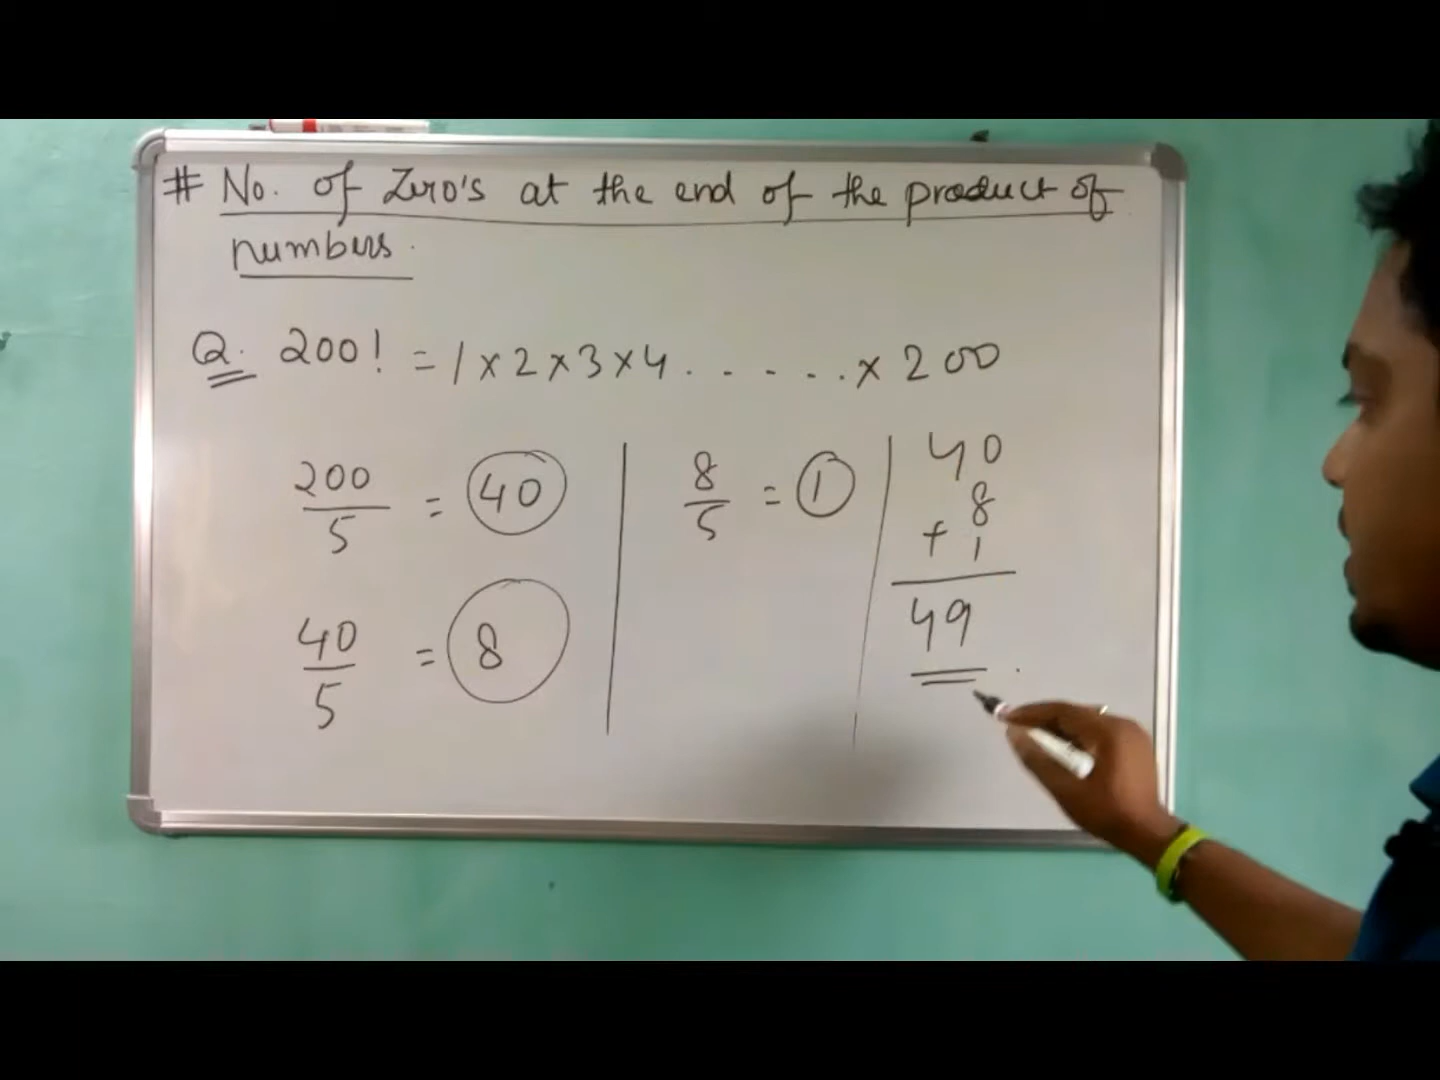 # No. of Zero's at the end of the product of
numbers.
Q. 200! = 1 x 2 x 3 x 4 . . . . . . x 200
200/5 = 40
40/5 = 8
8/5 = 1
40
8
+ 1
49